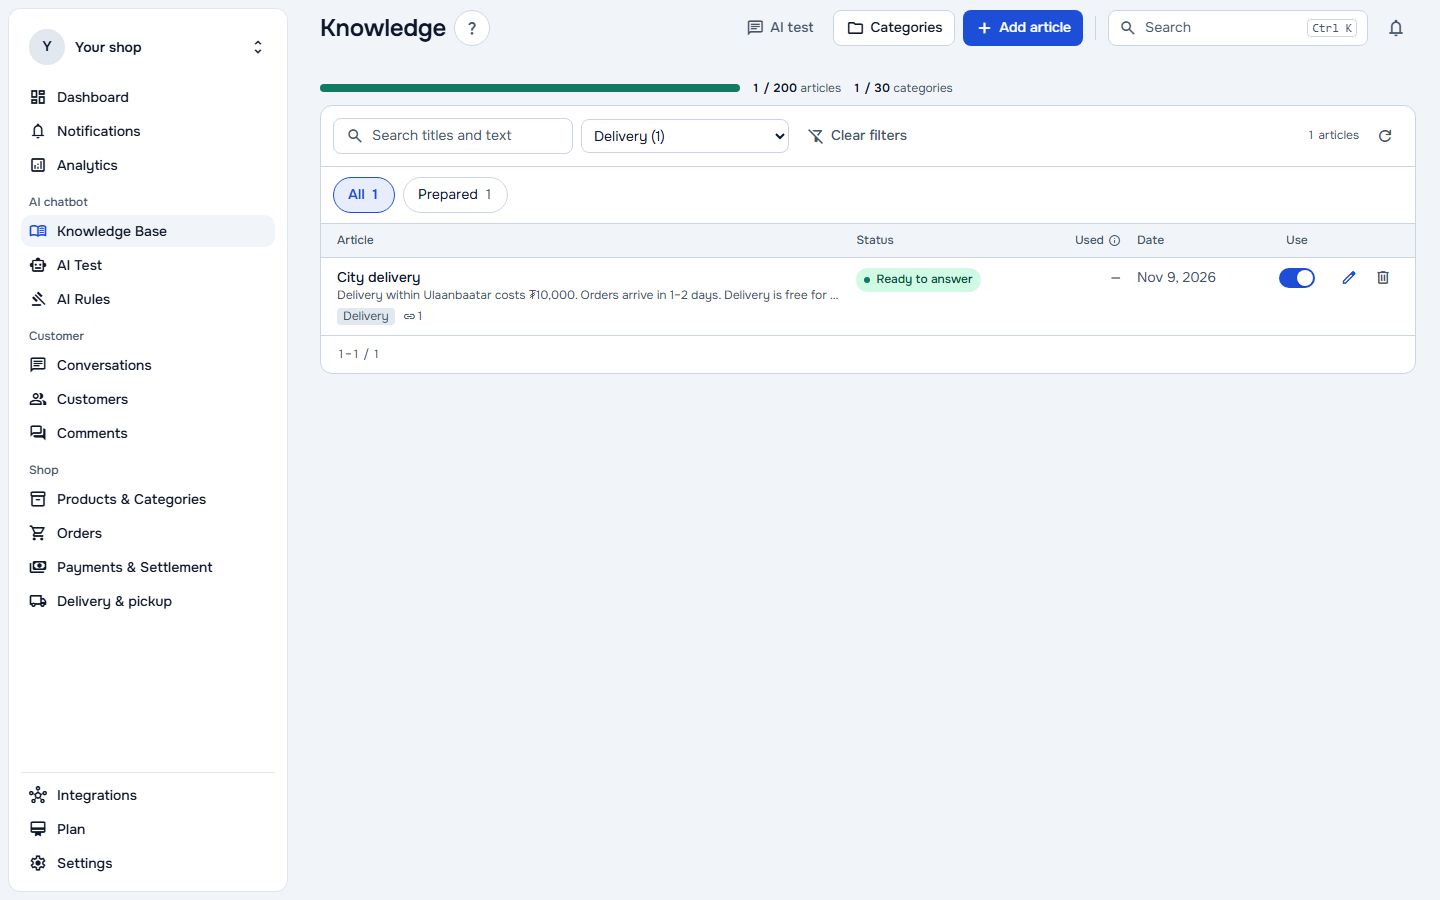 Y Your shop
Dashboard
Notifications
Analytics
AI chatbot
Knowledge Base
AI Test
AI Rules
Customer
Conversations
Customers
Comments
Shop
Products & Categories
Orders
Payments & Settlement
Delivery & pickup
Integrations
Plan
Settings
Knowledge ? AI test Categories + Add article Search Ctrl K
1 / 200 articles 1 / 30 categories
Search titles and text Delivery (1) Clear filters 1 articles
All 1 Prepared 1
Article Status Used Date Use
City delivery Ready to answer – Nov 9, 2026
Delivery within Ulaanbaatar costs ₮10,000. Orders arrive in 1–2 days. Delivery is free for ...
Delivery 1
1–1 / 1